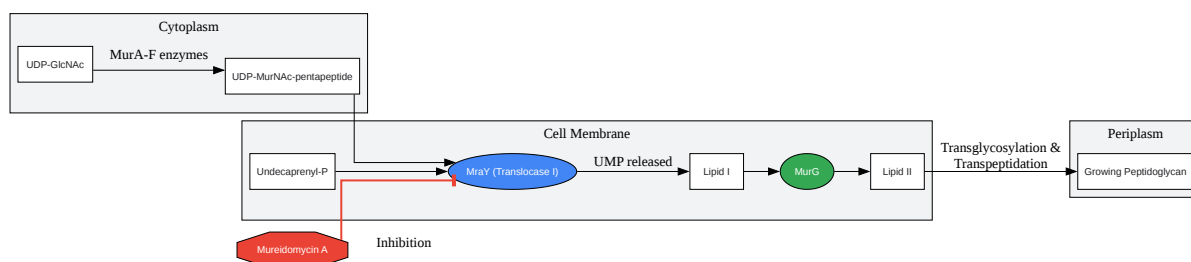 Cytoplasm
UDP-GlcNAc
MurA-F enzymes
UDP-MurNAc-pentapeptide
Cell Membrane
Undecaprenyl-P
MraY (Translocase I)
UMP released
Lipid I
MurG
Lipid II
Transglycosylation &
Transpeptidation
Periplasm
Growing Peptidoglycan
Mureidomycin A
Inhibition